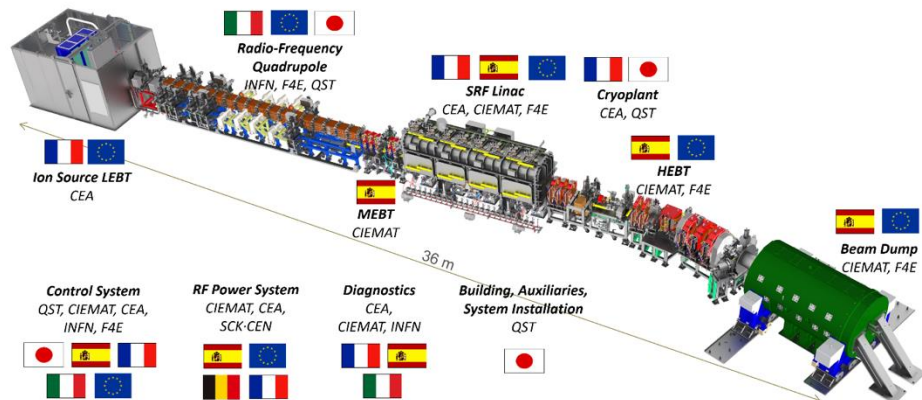 Radio-Frequency
Quadrupole
INFN, F4E, QST
SRF Linac
CEA, CIEMAT, F4E
Cryoplant
CEA, QST
Ion Source LEBT
CEA
MEBT
CIEMAT
HEBT
CIEMAT, F4E
Beam Dump
CIEMAT, F4E
36 m
Control System
QST, CIEMAT, CEA,
INFN, F4E
RF Power System
CIEMAT, CEA,
SCK·CEN
Diagnostics
CEA,
CIEMAT, INFN
Building, Auxiliaries,
System Installation
QST